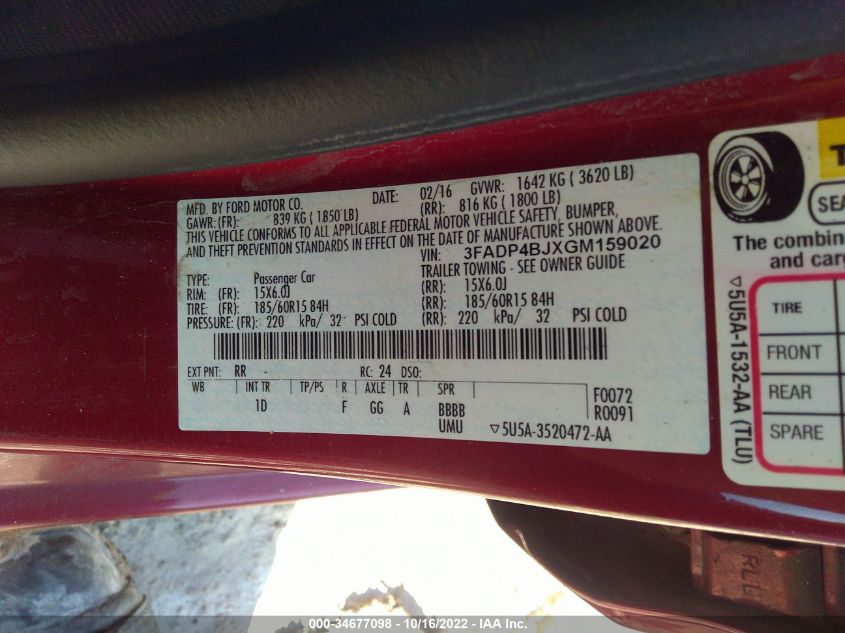 MFD. BY FORD MOTOR CO. DATE: 02/16 GVWR: 1642 KG ( 3620 LB)
GAWR: (FR): 839 KG ( 1850 LB) (RR): 816 KG ( 1800 LB)
THIS VEHICLE CONFORMS TO ALL APPLICABLE FEDERAL MOTOR VEHICLE SAFETY, BUMPER,
AND THEFT PREVENTION STANDARDS IN EFFECT ON THE DATE OF MANUFACTURE SHOWN ABOVE.
VIN: 3FADP4BJXGM159020
TRAILER TOWING - SEE OWNER GUIDE
TYPE: Passenger Car
RIM: (FR): 15X6.0J (RR): 15X6.0J
TIRE: (FR): 185/60R15 84H (RR): 185/60R15 84H
PRESSURE: (FR): 220 kPa/ 32 PSI COLD (RR): 220 kPa/ 32 PSI COLD
EXT PNT: RR - RC: 24 DSO:
WB INT TR TP/PS R AXLE TR SPR
1D F GG A BBBB
UMU
F0072
R0091
▽5U5A-3520472-AA
The combin
and carg
TIRE
FRONT
REAR
SPARE
▽5U5A-1532-AA (TLU)
RLE
000-34677098 - 10/16/2022 - IAA Inc.